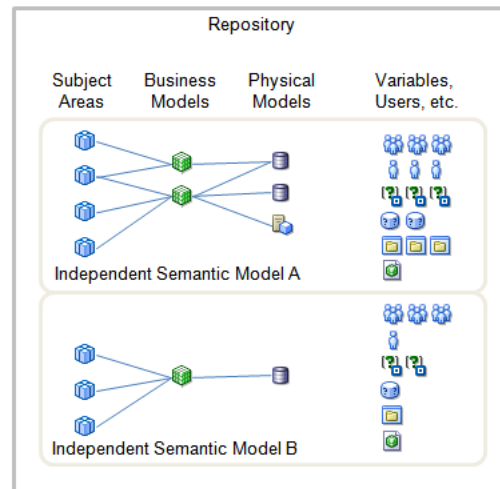 Repository
Subject Areas
Business Models
Physical Models
Variables, Users, etc.
Independent Semantic Model A
Independent Semantic Model B